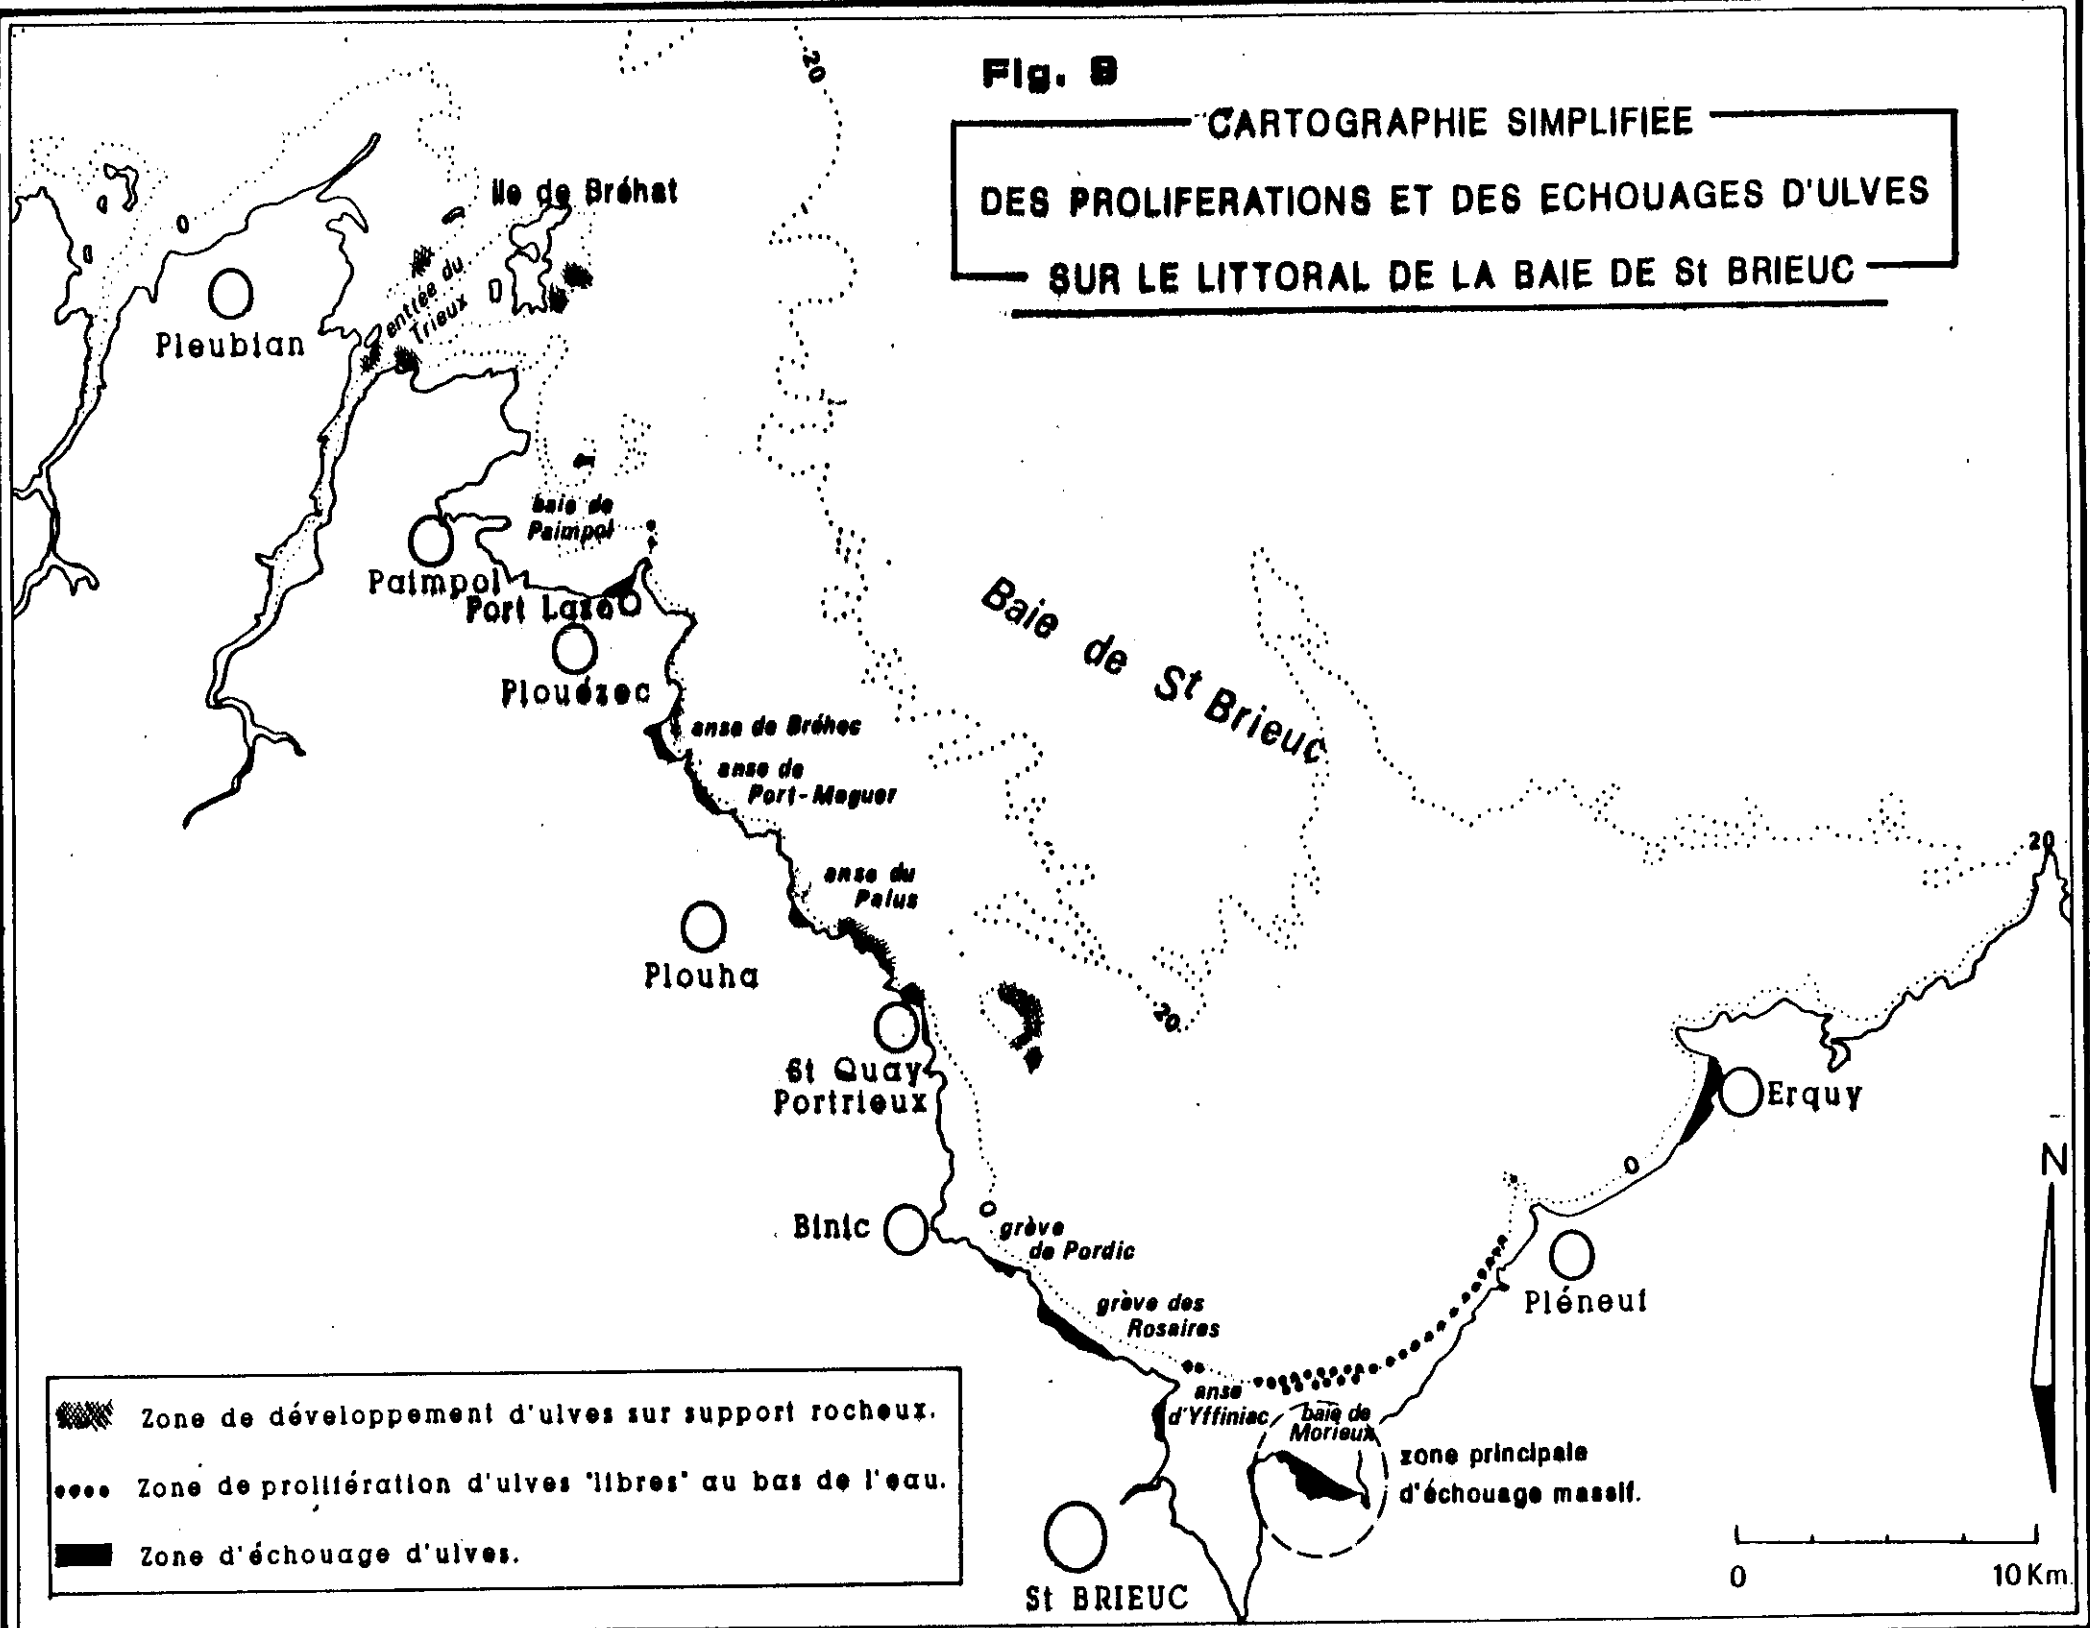 Fig. 9
CARTOGRAPHIE SIMPLIFIEE
DES PROLIFERATIONS ET DES ECHOUAGES D'ULVES
SUR LE LITTORAL DE LA BAIE DE St BRIEUC
20
Ile de Bréhat
entrée du
Trieux
Pleubian
baie de
Paimpol
Paimpol
Port Lazo
Plouézec
Baie de St Brieuc
anse de Bréhec
anse de
Port-Moguer
20
anse du
Palus
Plouha
20
St Quay
Portrieux
Erquy
N
0
Binic
0
grève
de Pordic
Pléneuf
grève des
Rosaires
anse
d'Yffiniac
baie de
Morieux
zone principale
d'échouage massif.
St BRIEUC
Zone de développement d'ulves sur support rocheux.
Zone de prolifération d'ulves "libres" au bas de l'eau.
Zone d'échouage d'ulves.
0 10 Km.